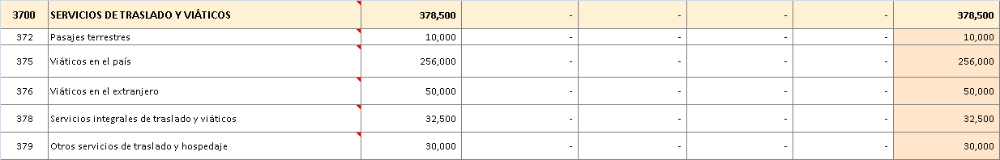 3700 SERVICIOS DE TRASLADO Y VIÁTICOS 378,500 - - - - 378,500
372 Pasajes terrestres 10,000 - - - - 10,000
375 Viáticos en el país 256,000 - - - - 256,000
376 Viáticos en el extranjero 50,000 - - - - 50,000
378 Servicios integrales de traslado y viáticos 32,500 - - - - 32,500
379 Otros servicios de traslado y hospedaje 30,000 - - - - 30,000